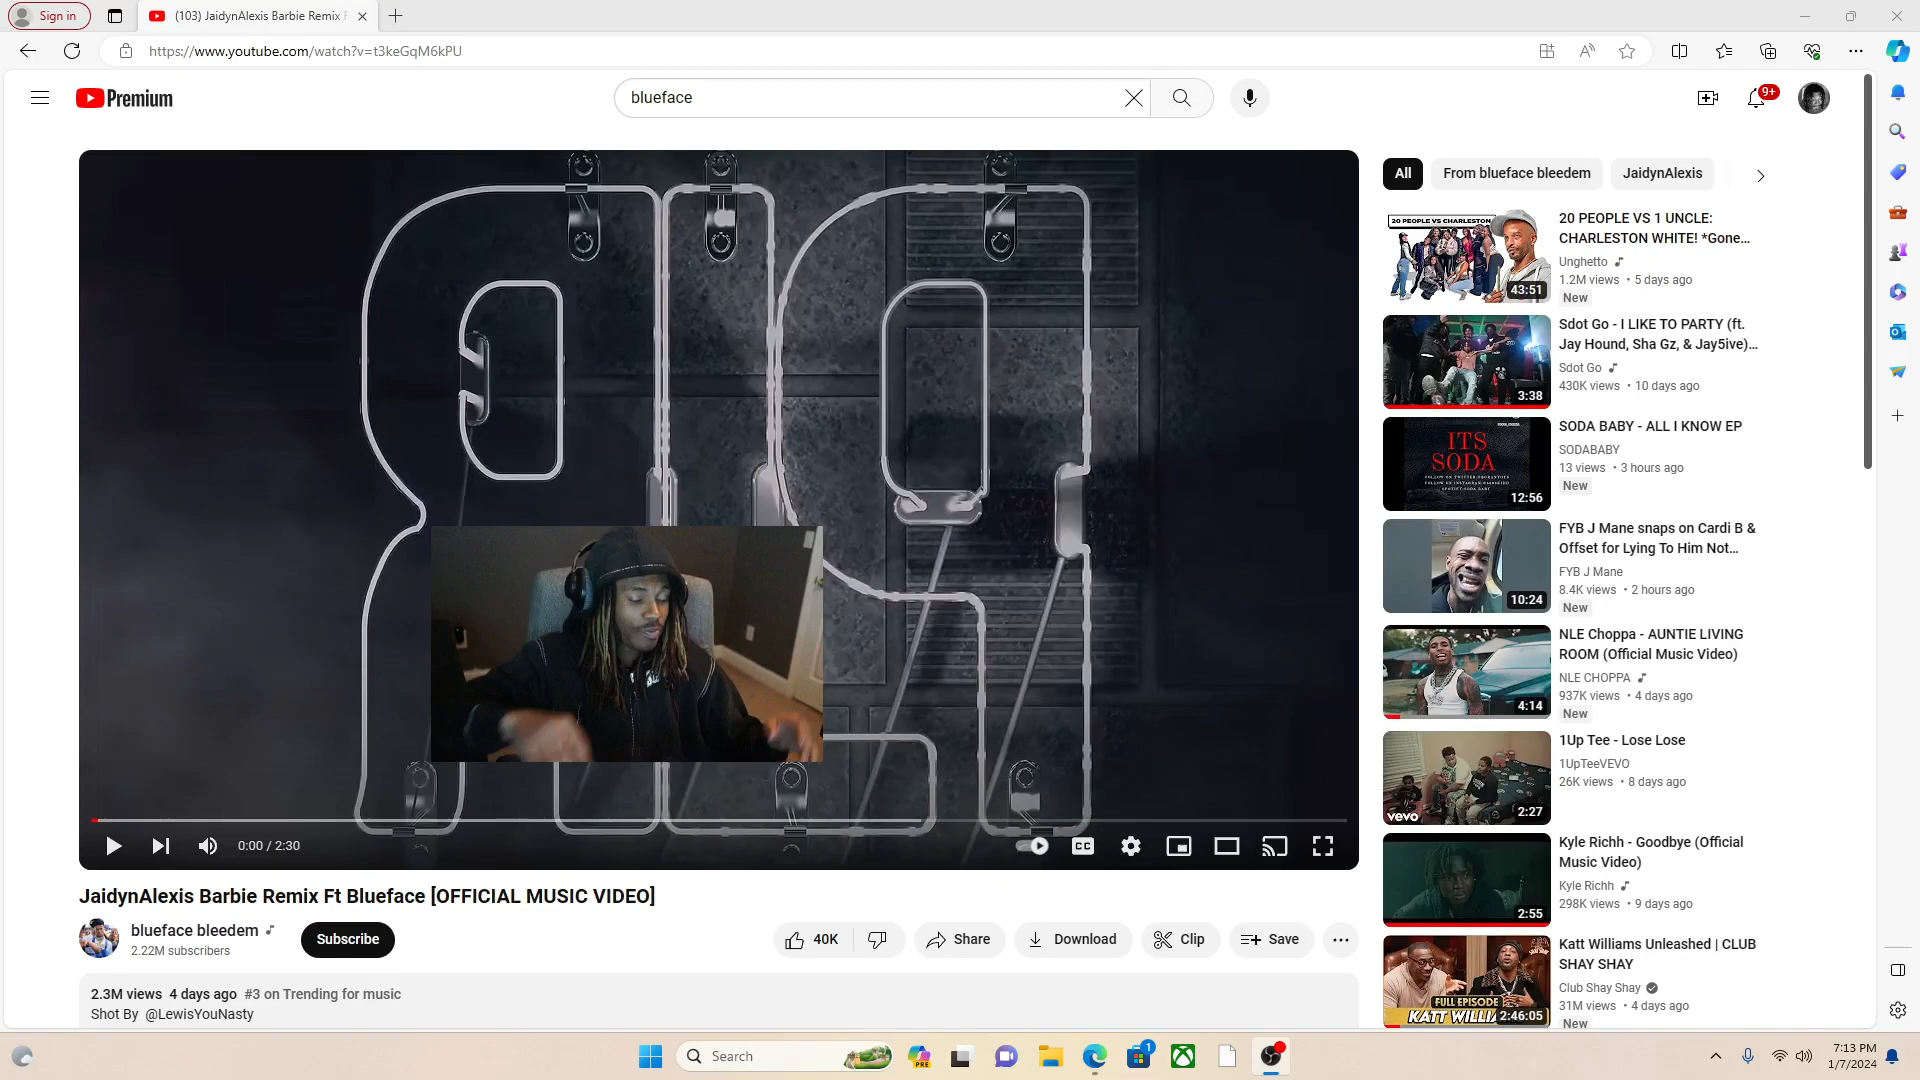 Sign in
(103) JaidynAlexis Barbie Remix F
https://www.youtube.com/watch?v=t3keGqM6kPU
Premium
blueface
9+
All
From blueface bleedem
JaidynAlexis
20 PEOPLE VS CHARLESTON
43:51
20 PEOPLE VS 1 UNCLE:
CHARLESTON WHITE! *Gone...
Unghetto
1.2M views • 5 days ago
New
3:38
Sdot Go - I LIKE TO PARTY (ft.
Jay Hound, Sha Gz, & Jay5ive)...
Sdot Go
430K views • 10 days ago
ITS
SODA
12:56
SODA BABY - ALL I KNOW EP
SODABABY
13 views • 3 hours ago
New
10:24
FYB J Mane snaps on Cardi B &
Offset for Lying To Him Not...
FYB J Mane
8.4K views • 2 hours ago
New
4:14
NLE Choppa - AUNTIE LIVING
ROOM (Official Music Video)
NLE CHOPPA
937K views • 4 days ago
New
vevo
2:27
1Up Tee - Lose Lose
1UpTeeVEVO
26K views • 8 days ago
2:55
Kyle Richh - Goodbye (Official
Music Video)
Kyle Richh
298K views • 9 days ago
FULL EPISODE
KATT WILLIA
2:46:05
Katt Williams Unleashed | CLUB
SHAY SHAY
Club Shay Shay
31M views • 4 days ago
New
0:00 / 2:30
CC
JaidynAlexis Barbie Remix Ft Blueface [OFFICIAL MUSIC VIDEO]
blueface bleedem
2.22M subscribers
Subscribe
40K
Share
Download
Clip
Save
2.3M views 4 days ago #3 on Trending for music
Shot By @LewisYouNasty
Search
PRE
1
7:13 PM
1/7/2024